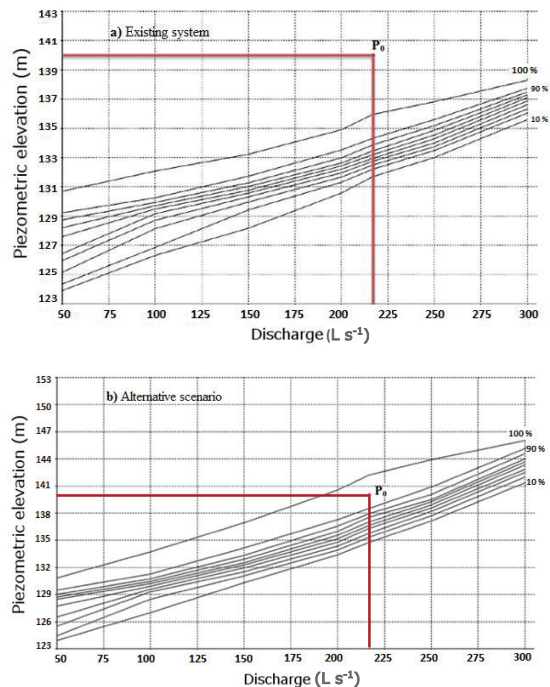 a) Existing system
Piezometric elevation (m)
143
141
139
137
135
133
131
129
127
125
123
P₀
100 %
90 %
10 %
50 75 100 125 150 175 200 225 250 275 300
Discharge (L s⁻¹)
b) Alternative scenario
Piezometric elevation (m)
153
150
147
144
141
138
135
132
129
126
123
P₀
100 %
90 %
10 %
50 75 100 125 150 175 200 225 250 275 300
Discharge (L s⁻¹)